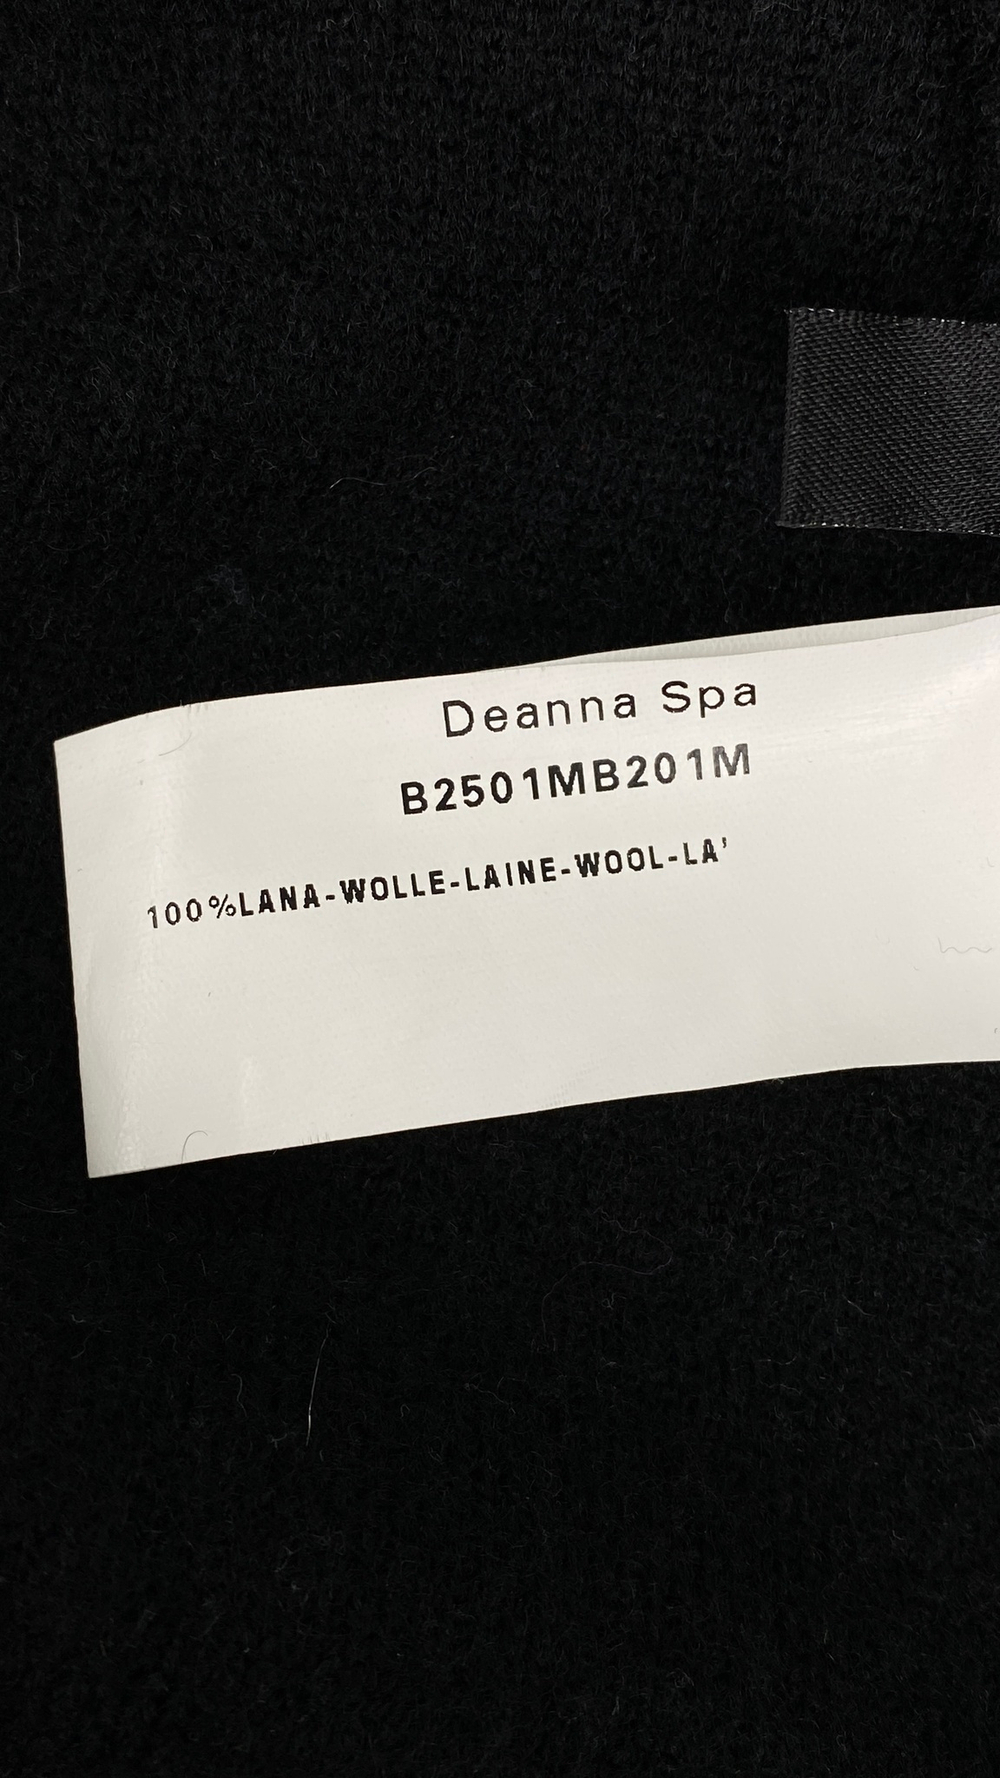 Deanna Spa
B2501MB201M
100%LANA-WOLLE-LAINE-WOOL-LA'